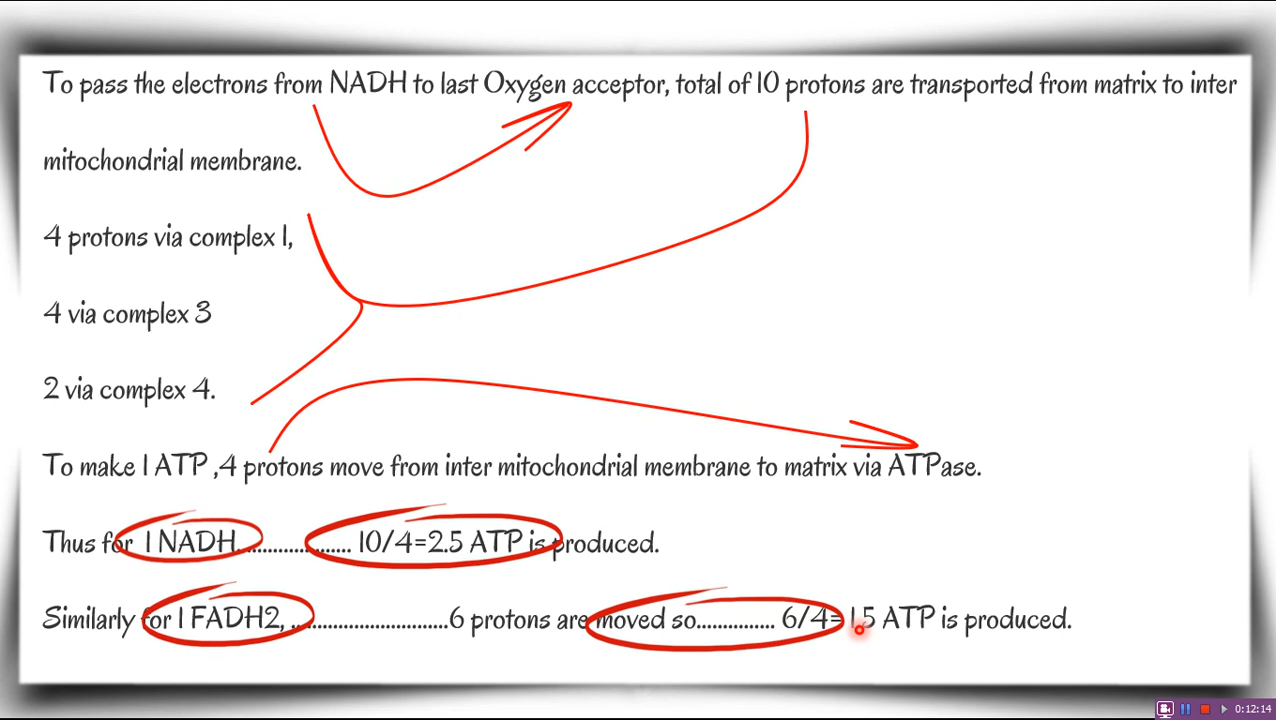 To pass the electrons from NADH to last Oxygen acceptor, total of 10 protons are transported from matrix to inter
mitochondrial membrane.
4 protons via complex 1,
4 via complex 3
2 via complex 4.
To make 1 ATP ,4 protons move from inter mitochondrial membrane to matrix via ATPase.
Thus for 1 NADH.................... 10/4=2.5 ATP is produced.
Similarly for 1 FADH2, ............................6 protons are moved so............... 6/4= 1.5 ATP is produced.
0:12:14